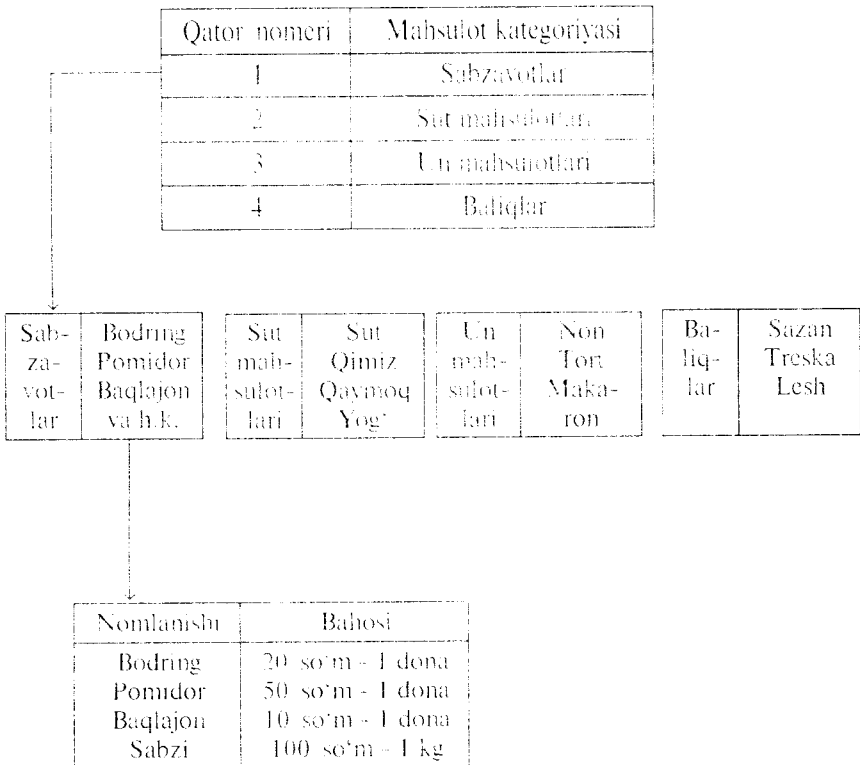 Qator nomeri Mahsulot kategoriyasi
1 Sabzavotlar
2 Sut mahsulotlari
3 Un mahsulotlari
4 Baliqlar
Sab-
za-
vot-
lar
Bodring
Pomidor
Baqlajon
va h.k.
Sut
mah-
sulot-
lari
Sut
Qimiz
Qaymoq
Yog‘
Un
mah-
sulot-
lari
Non
Tort
Maka-
ron
Ba-
liq-
lar
Sazan
Treska
Lesh
Nomlanishi Bahosi
Bodring 20 so‘m - 1 dona
Pomidor 50 so‘m - 1 dona
Baqlajon 10 so‘m - 1 dona
Sabzi 100 so‘m - 1 kg